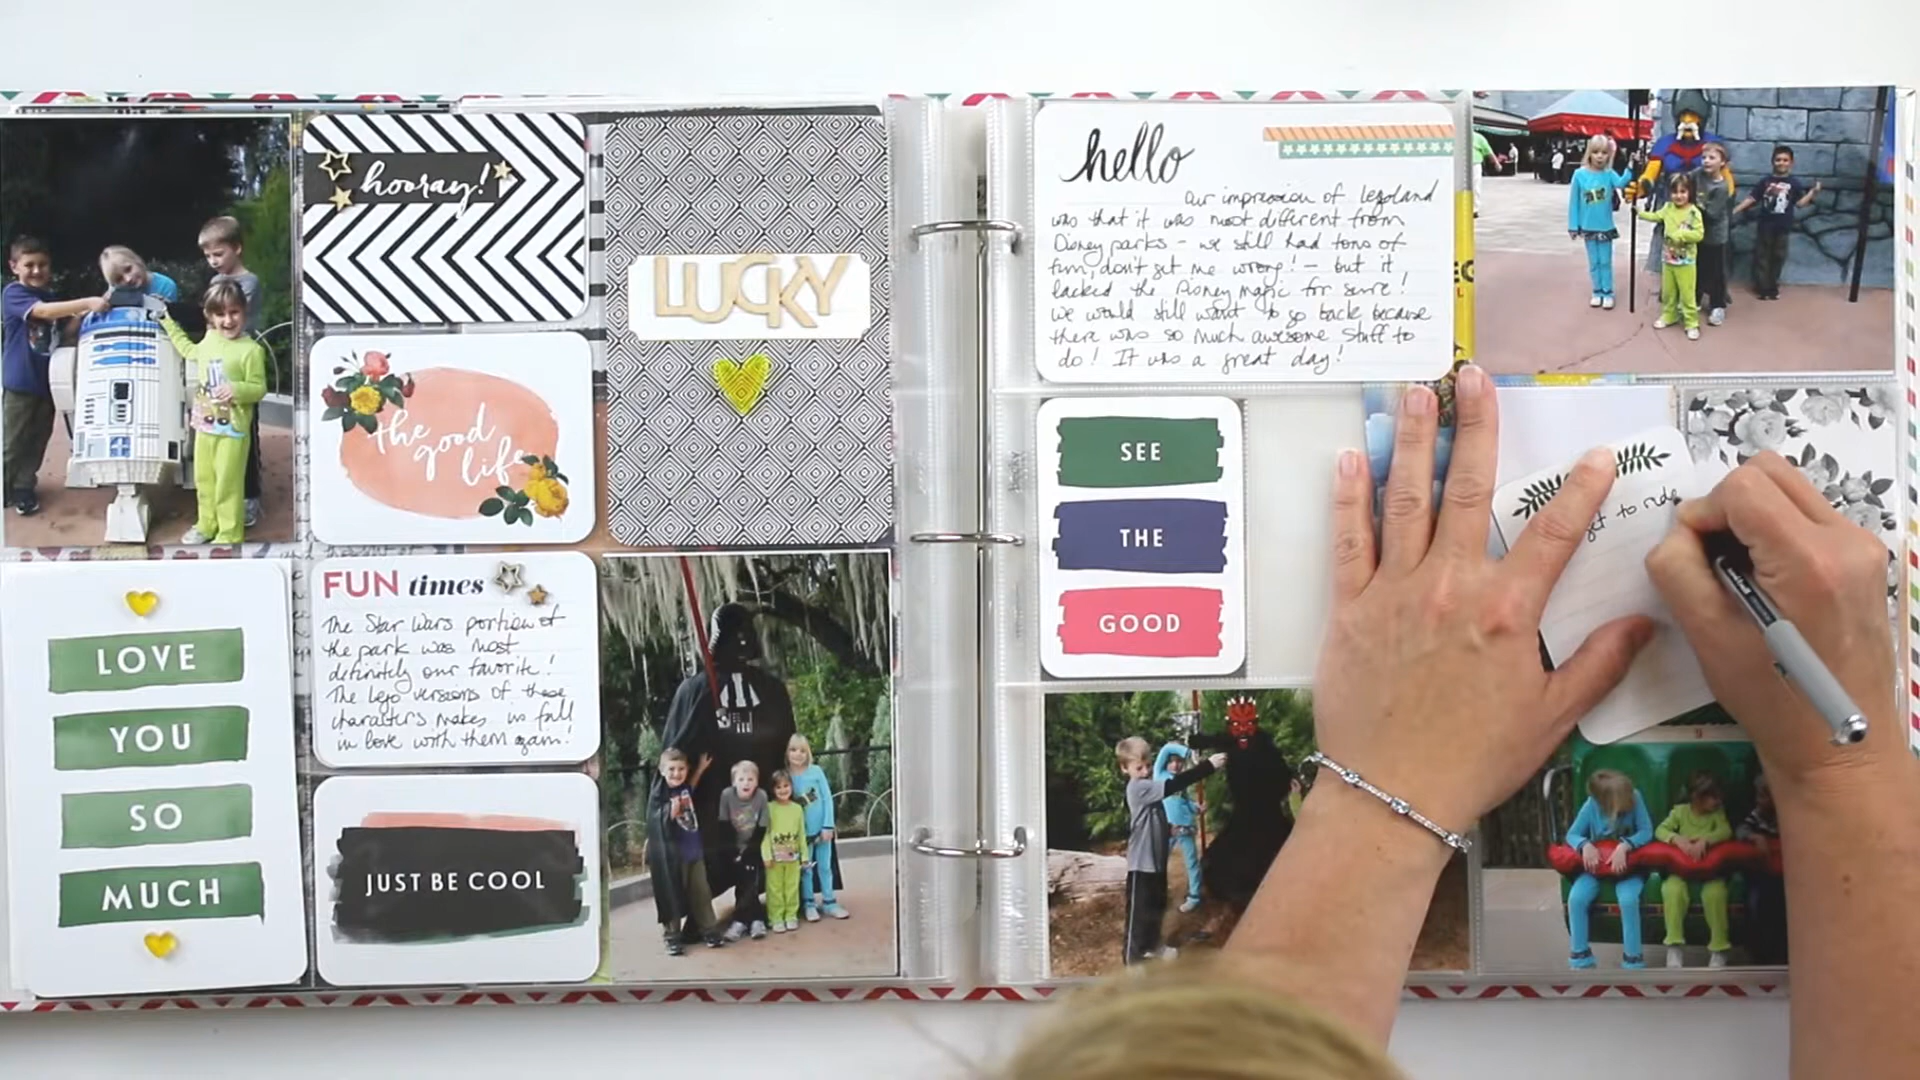 hooray!
LUCKY
the good life
LOVE
YOU
SO
MUCH
FUN times
The Star Wars portion of
the park was most
definitely our favorite!
The Lego versions of these
characters makes us fall
in love with them again!
JUST BE COOL
hello
Our impression of Legoland
was that it was most different from
Disney parks - we still had tons of
fun, don't get me wrong! - but it
lacked the Disney magic for sure!
we would still want to go back because
there was so much awesome stuff to
do! It was a great day!
SEE
THE
GOOD
get to ride